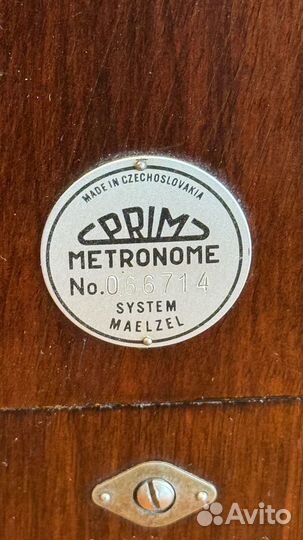 MADE IN CZECHOSLOVAKIA
PRIM
METRONOME
No. 066714
SYSTEM
MAELZEL
Avito